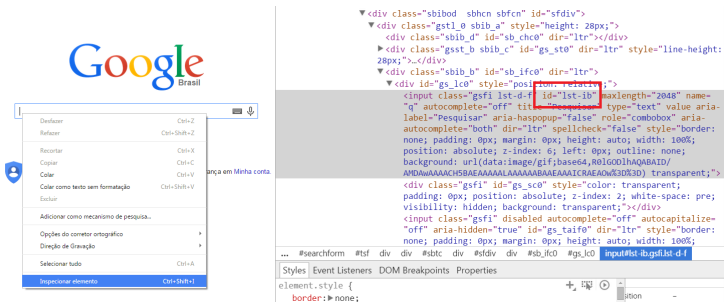 Google
Brasil
Desfazer Ctrl+Z
Refazer Ctrl+Shift+Z
Recortar Ctrl+X
Copiar Ctrl+C
Colar Ctrl+V
Colar como texto sem formatação Ctrl+Shift+V
Excluir
Adicionar como mecanismo de pesquisa...
Opções do corretor ortográfico
Direção de Gravação
Selecionar tudo Ctrl+A
Inspecionar elemento Ctrl+Shift+I
ança em Minha conta.
▼<div class="sbibod  sbhcn sbfcn" id="sfdiv">
▼<div class="gstl_0 sbib_a" style="height: 28px;">
<div class="sbib_d" id="sb_chc0" dir="ltr"></div>
▶<div class="gsst_b sbib_c" id="gs_st0" dir="ltr" style="line-height:
28px;">…</div>
▼<div class="sbib_b" id="sb_ifc0" dir="ltr">
▼<div id="gs_lc0" style="position: relative;">
<input class="gsfi lst-d-f" id="lst-ib" maxlength="2048" name=
"q" autocomplete="off" title="Pesquisar" type="text" value aria-
label="Pesquisar" aria-haspopup="false" role="combobox" aria-
autocomplete="both" dir="ltr" spellcheck="false" style="border:
none; padding: 0px; margin: 0px; height: auto; width: 100%;
position: absolute; z-index: 6; left: 0px; outline: none;
background: url(data:image/gif;base64,R0lGODlhAQABAID/
AMDAwAAAACH5BAEAAAAALAAAAAABAAEAAAICRAEAOw%3D%3D) transparent;">
<div class="gsfi" id="gs_sc0" style="color: transparent;
padding: 0px; position: absolute; z-index: 2; white-space: pre;
visibility: hidden; background: transparent;"></div>
<input class="gsfi" disabled autocomplete="off" autocapitalize=
"off" aria-hidden="true" id="gs_taif0" dir="ltr" style="border:
none; padding: 0px; margin: 0px; height: auto; width: 100%;
... #searchform #tsf div div #sbtc div #sfdiv div #sb_ifc0 #gs_lc0 input#lst-ib.gsfi.lst-d-f
Styles Event Listeners DOM Breakpoints Properties
element.style {
border:▶none;
sition –